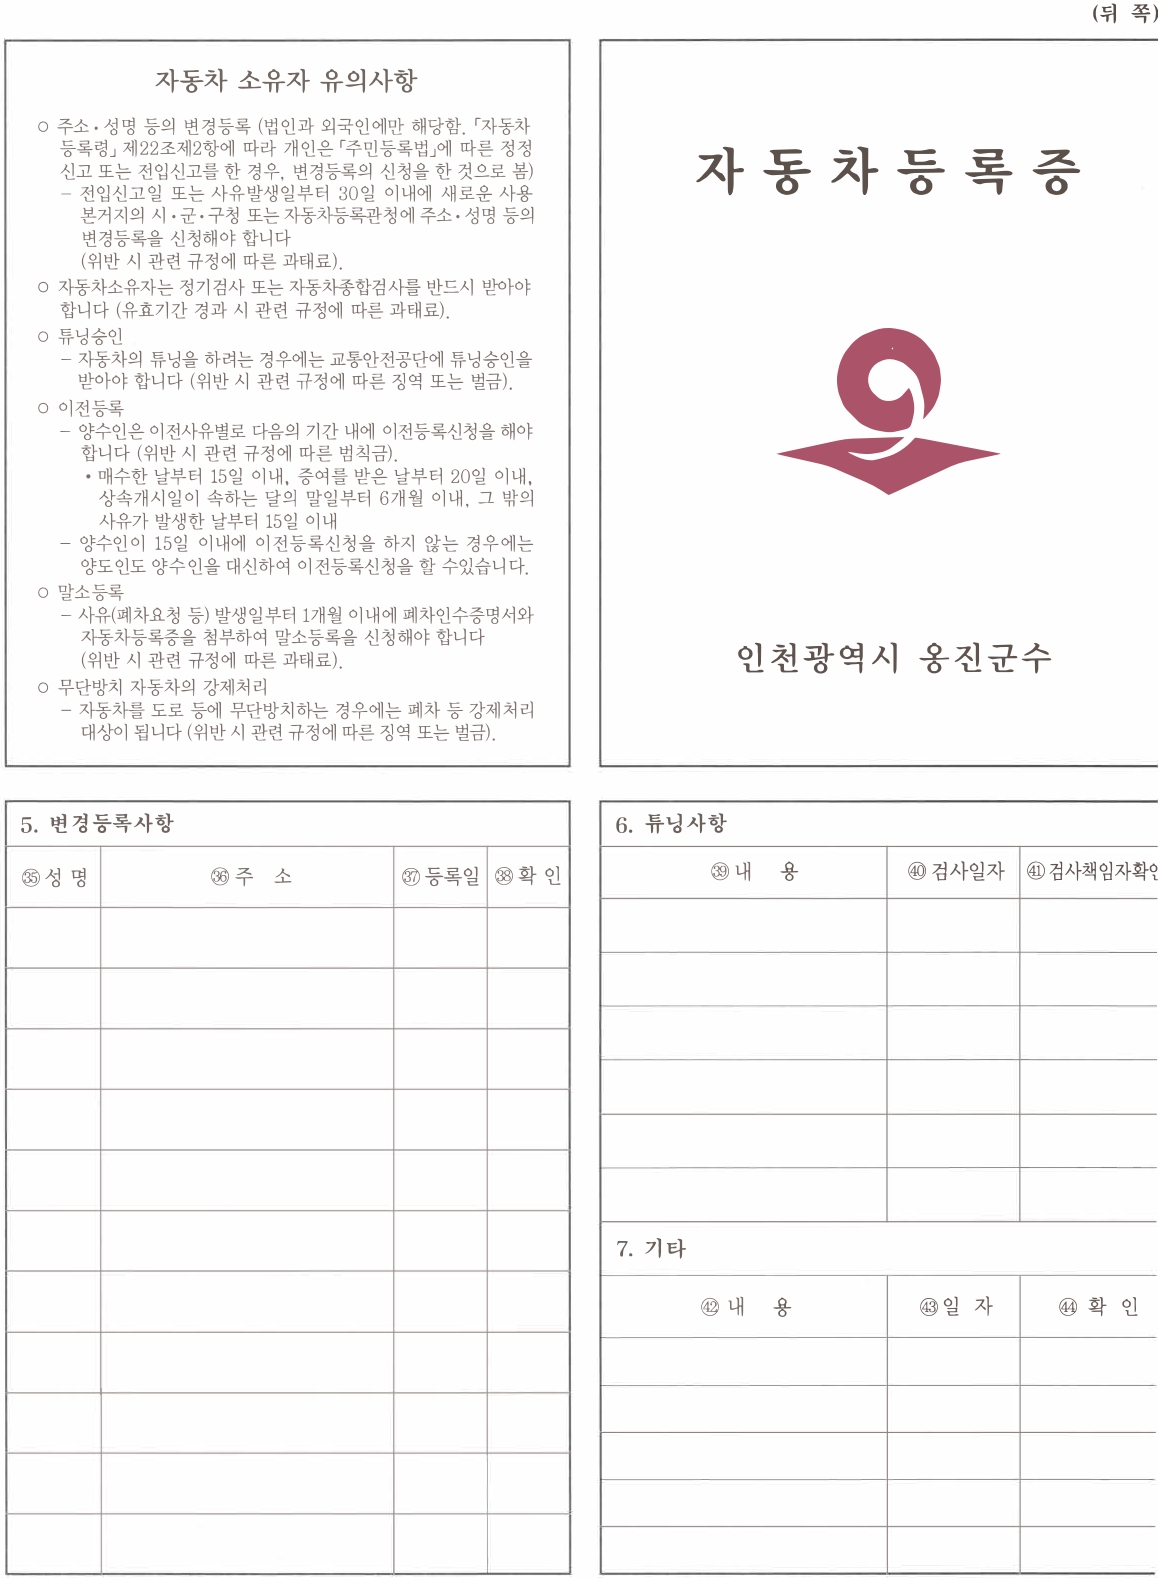 (뒤 쪽)
자동차 소유자 유의사항
○ 주소·성명 등의 변경등록 (법인과 외국인에만 해당함. 「자동차
등록령」 제22조제2항에 따라 개인은 「주민등록법」에 따른 정정
신고 또는 전입신고를 한 경우, 변경등록의 신청을 한 것으로 봄)
- 전입신고일 또는 사유발생일부터 30일 이내에 새로운 사용
본거지의 시·군·구청 또는 자동차등록관청에 주소·성명 등의
변경등록을 신청해야 합니다
(위반 시 관련 규정에 따른 과태료).
○ 자동차소유자는 정기검사 또는 자동차종합검사를 반드시 받아야
합니다 (유효기간 경과 시 관련 규정에 따른 과태료).
○ 튜닝승인
- 자동차의 튜닝을 하려는 경우에는 교통안전공단에 튜닝승인을
받아야 합니다 (위반 시 관련 규정에 따른 징역 또는 벌금).
○ 이전등록
- 양수인은 이전사유별로 다음의 기간 내에 이전등록신청을 해야
합니다 (위반 시 관련 규정에 따른 범칙금).
• 매수한 날부터 15일 이내, 증여를 받은 날부터 20일 이내,
상속개시일이 속하는 달의 말일부터 6개월 이내, 그 밖의
사유가 발생한 날부터 15일 이내
- 양수인이 15일 이내에 이전등록신청을 하지 않는 경우에는
양도인도 양수인을 대신하여 이전등록신청을 할 수있습니다.
○ 말소등록
- 사유(폐차요청 등) 발생일부터 1개월 이내에 폐차인수증명서와
자동차등록증을 첨부하여 말소등록을 신청해야 합니다
(위반 시 관련 규정에 따른 과태료).
○ 무단방치 자동차의 강제처리
- 자동차를 도로 등에 무단방치하는 경우에는 폐차 등 강제처리
대상이 됩니다 (위반 시 관련 규정에 따른 징역 또는 벌금).
자동차등록증
인천광역시 옹진군수
5. 변경등록사항
㉟ 성 명 ㊱ 주 소 ㊲ 등록일 ㊳ 확 인
6. 튜닝사항
㊴ 내 용 ㊵ 검사일자 ㊶ 검사책임자확인
7. 기타
㊷ 내 용 ㊸ 일 자 ㊹ 확 인